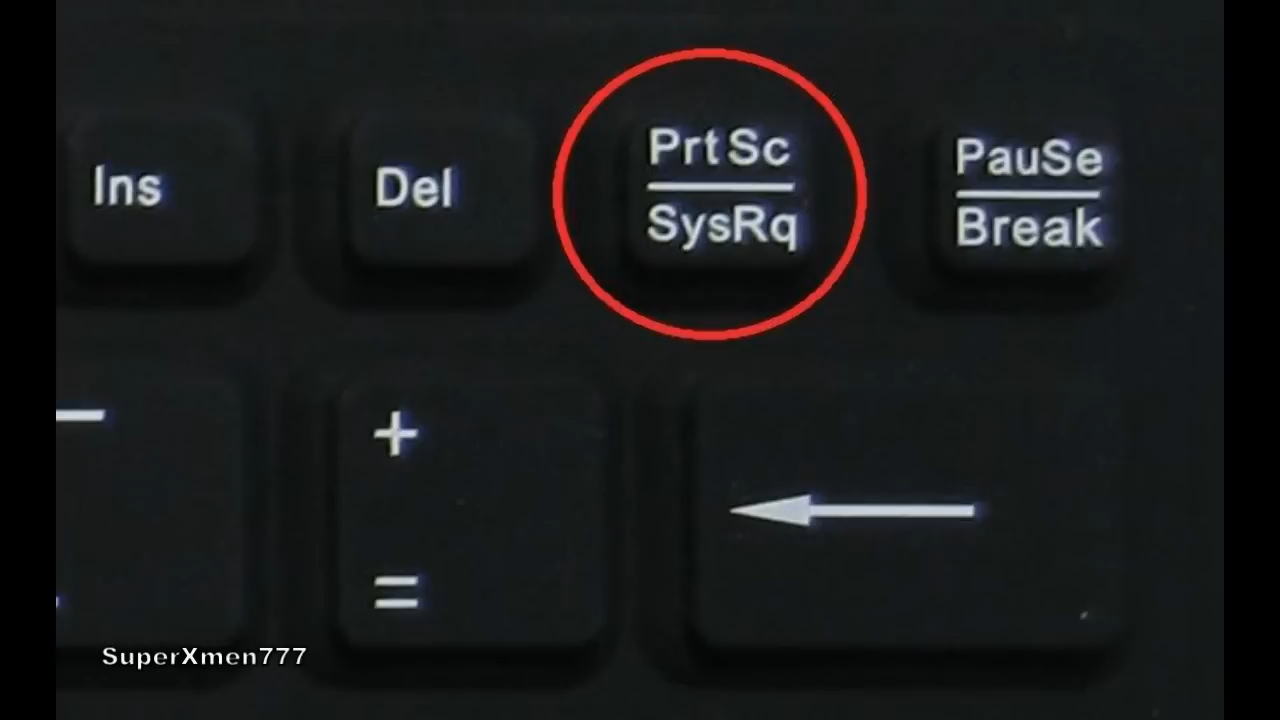 Ins
Del
Prt Sc
SysRq
PauSe
Break
+
=
SuperXmen777